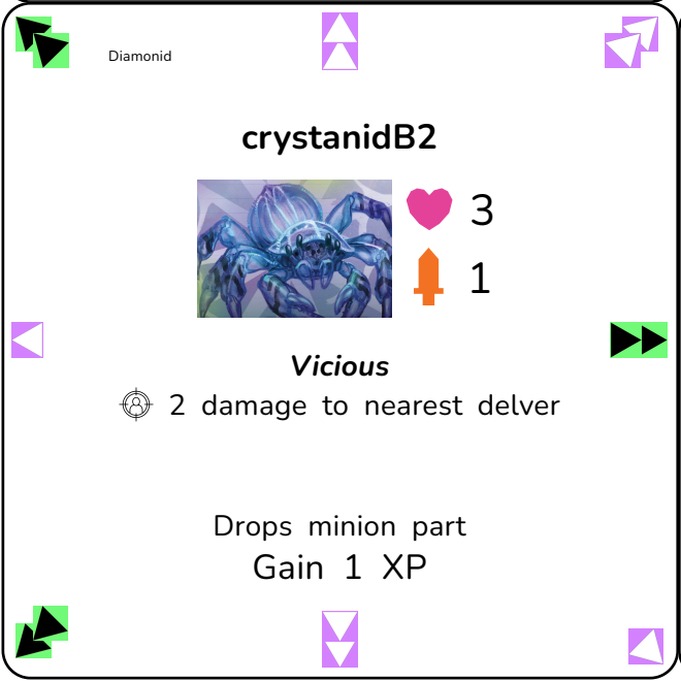 Diamonid
crystanidB2
3
1
Vicious
2 damage to nearest delver
Drops minion part
Gain 1 XP